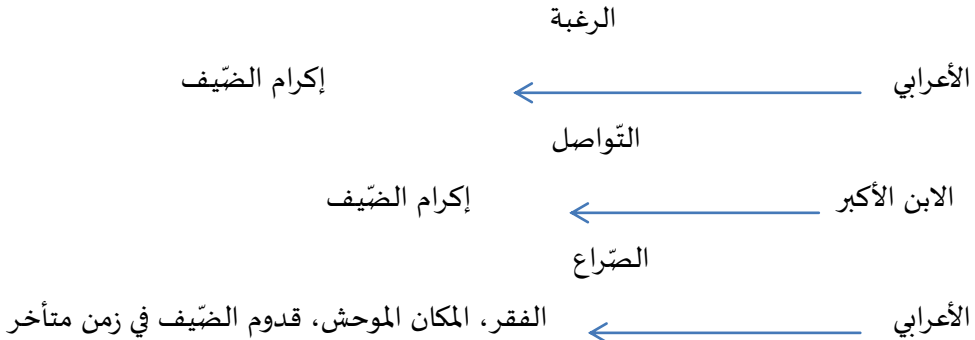 الرغبة
الأعرابي إكرام الضّيف
التّواصل
الابن الأكبر إكرام الضّيف
الصّراع
الأعرابي الفقر، المكان الموحش، قدوم الضّيف في زمن متأخر